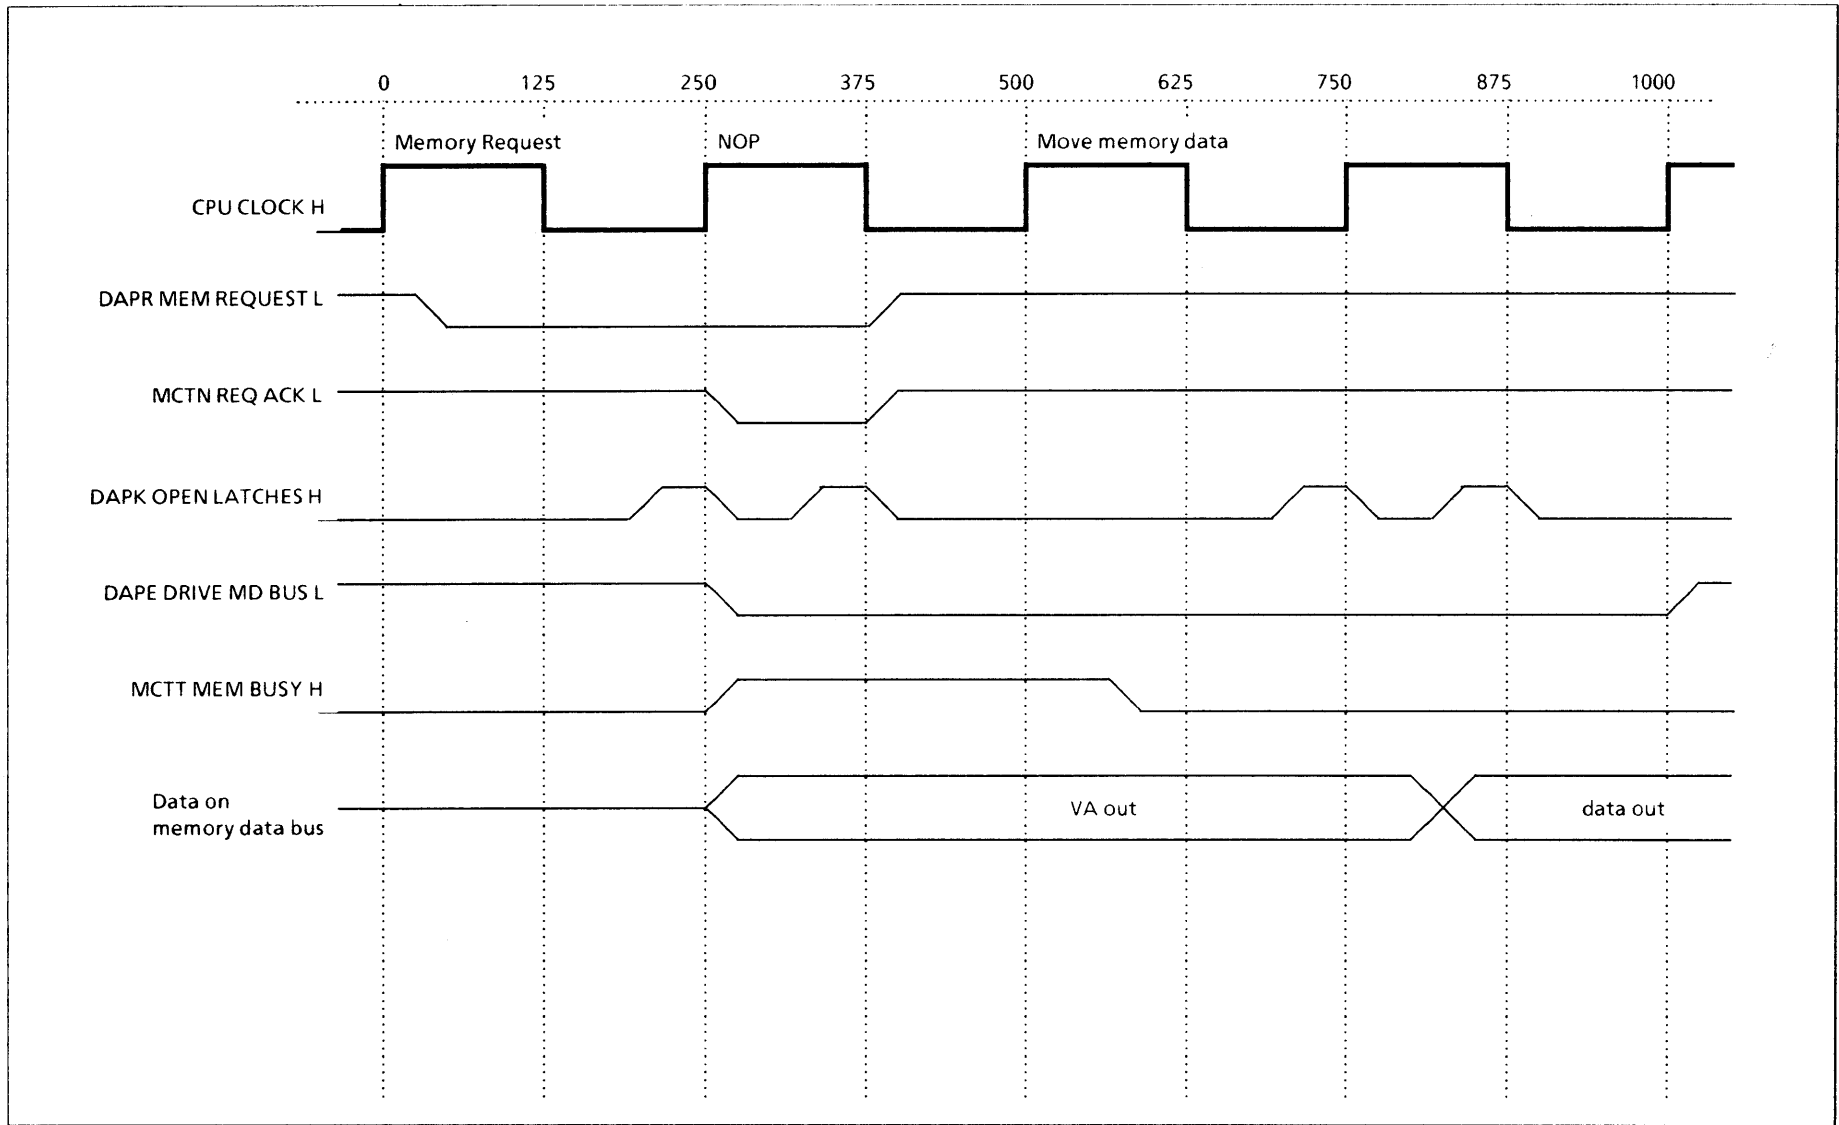 0 125 250 375 500 625 750 875 1000
Memory Request NOP Move memory data
CPU CLOCK H
DAPR MEM REQUEST L
MCTN REQ ACK L
DAPK OPEN LATCHES H
DAPE DRIVE MD BUS L
MCTT MEM BUSY H
Data on
memory data bus
VA out data out